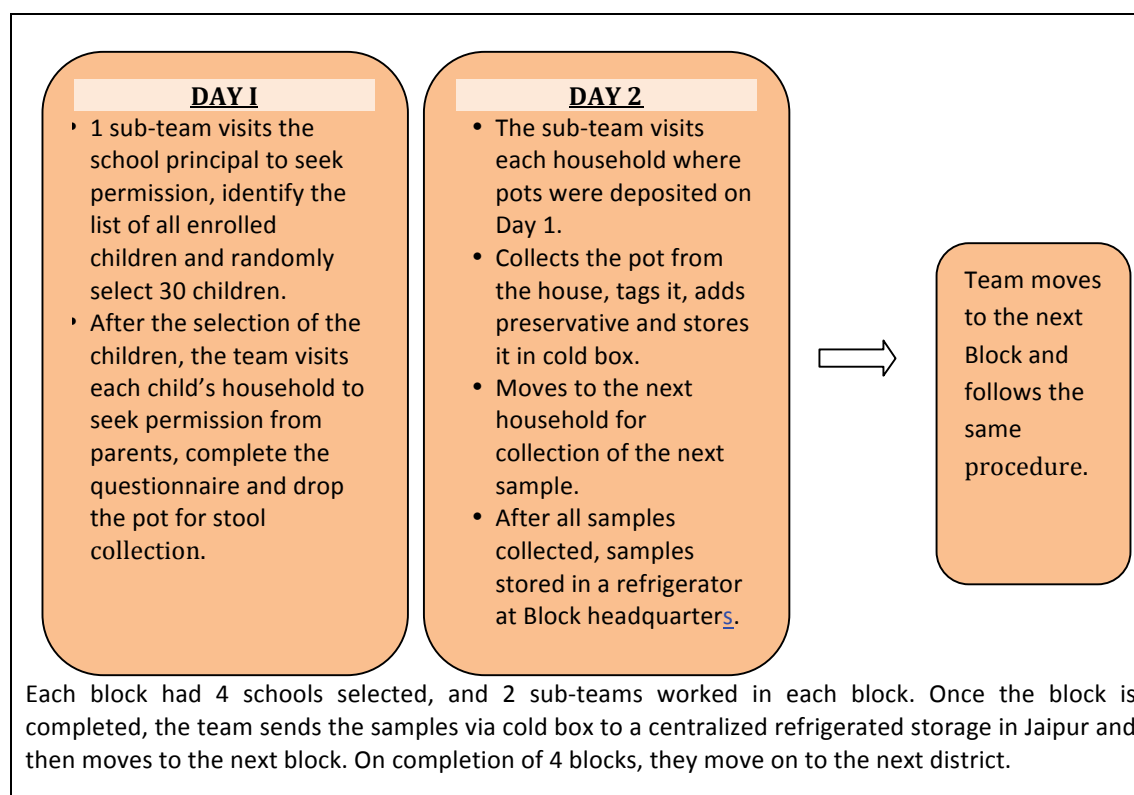 DAY I
‣ 1 sub-team visits the
school principal to seek
permission, identify the
list of all enrolled
children and randomly
select 30 children.
‣ After the selection of the
children, the team visits
each child’s household to
seek permission from
parents, complete the
questionnaire and drop
the pot for stool
collection.
DAY 2
• The sub-team visits
each household where
pots were deposited on
Day 1.
• Collects the pot from
the house, tags it, adds
preservative and stores
it in cold box.
• Moves to the next
household for
collection of the next
sample.
• After all samples
collected, samples
stored in a refrigerator
at Block headquarters.
Team moves
to the next
Block and
follows the
same
procedure.
Each block had 4 schools selected, and 2 sub-teams worked in each block. Once the block is
completed, the team sends the samples via cold box to a centralized refrigerated storage in Jaipur and
then moves to the next block. On completion of 4 blocks, they move on to the next district.